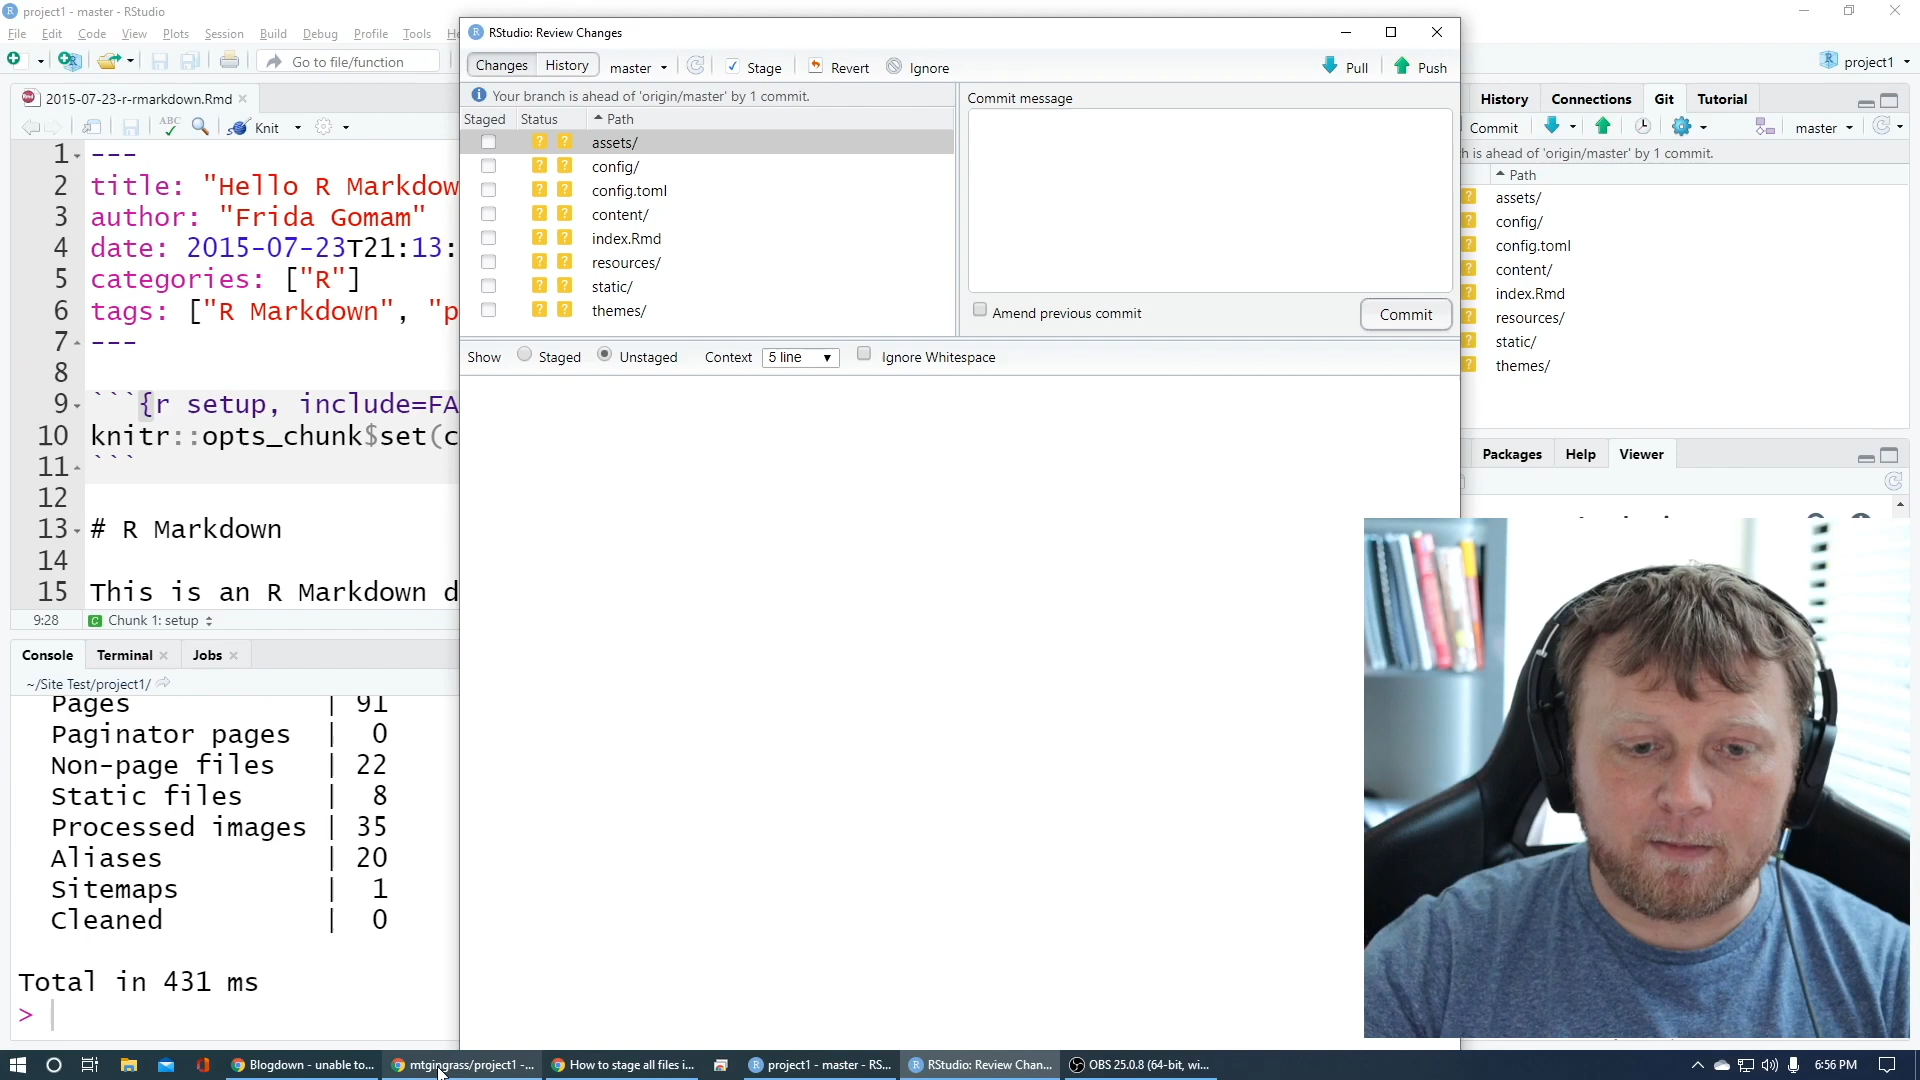 project1 - master - RStudio
File Edit Code View Plots Session Build Debug Profile Tools He
Go to file/function
project1
2015-07-23-r-rmarkdown.Rmd
ABC
Knit
1 ---
2 title: "Hello R Markdow
3 author: "Frida Gomam"
4 date: 2015-07-23T21:13:
5 categories: ["R"]
6 tags: ["R Markdown", "p
7 ---
8
9 ```{r setup, include=FA
10 knitr::opts_chunk$set(c
11 ```
12
13 # R Markdown
14
15 This is an R Markdown d
9:28 Chunk 1: setup
Console Terminal Jobs
~/Site Test/project1/
Pages | 91
Paginator pages | 0
Non-page files | 22
Static files | 8
Processed images | 35
Aliases | 20
Sitemaps | 1
Cleaned | 0
Total in 431 ms
>
RStudio: Review Changes
Changes History master Stage Revert Ignore Pull Push
Your branch is ahead of 'origin/master' by 1 commit.
Staged Status Path
? ? assets/
? ? config/
? ? config.toml
? ? content/
? ? index.Rmd
? ? resources/
? ? static/
? ? themes/
Commit message
Amend previous commit Commit
Show Staged Unstaged Context 5 line Ignore Whitespace
History Connections Git Tutorial
Commit master
h is ahead of 'origin/master' by 1 commit.
Path
? assets/
? config/
? config.toml
? content/
? index.Rmd
? resources/
? static/
? themes/
Packages Help Viewer
Blogdown - unable to...
mtgingrass/project1 -...
How to stage all files i...
project1 - master - RS...
RStudio: Review Chan...
OBS 25.0.8 (64-bit, wi...
6:56 PM